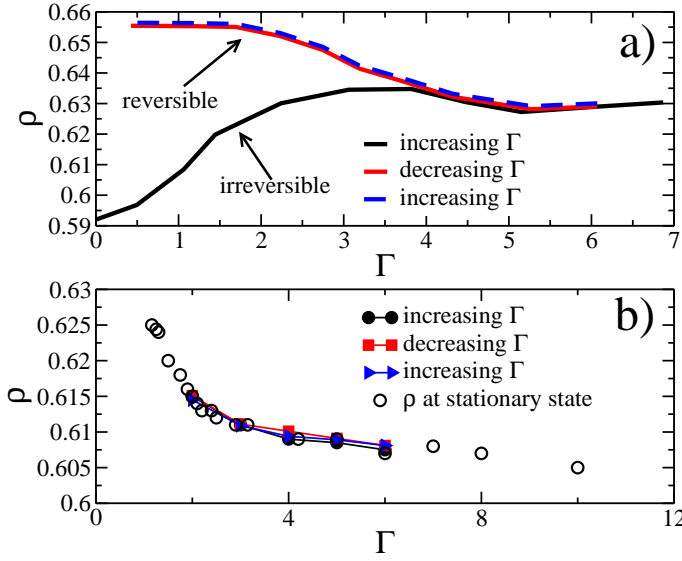 0.66
a)
0.65
0.64
reversible
ρ
0.63
0.62
increasing Γ
decreasing Γ
0.61
irreversible
increasing Γ
0.6
0.59
0 1 2 3 4 5 6 7
Γ
0.63
b)
increasing Γ
0.625
decreasing Γ
0.62
increasing Γ
ρ
ρ at stationary state
0.615
0.61
0.605
0.6
0 4 8 12
Γ